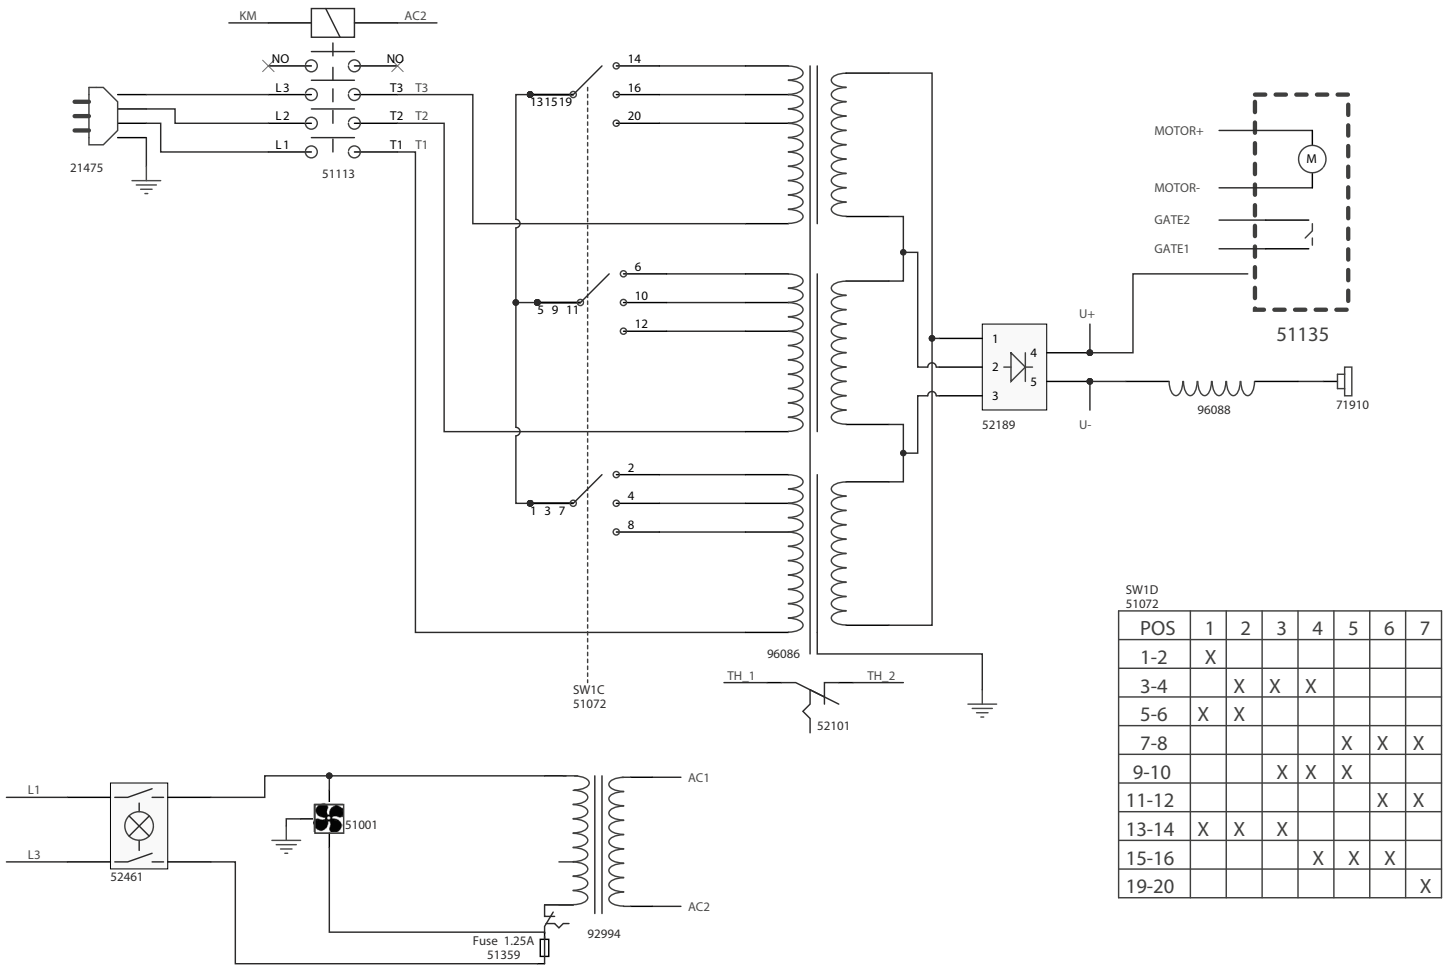 KM AC2
NO NO
L3 T3 T3
L2 T2 T2
L1 T1 T1
21475
51113
14
131519 16
20
6
5 9 11 10
12
2
1 3 7 4
8
SW1C
51072
96086
TH_1 TH_2
52101
1
2
3
4
5
52189
U+
U-
96088
71910
MOTOR+
MOTOR-
GATE2
GATE1
M
51135
L1
L3
52461
51001
Fuse 1.25A
51359
92994
AC1
AC2
SW1D
51072
POS 1 2 3 4 5 6 7
1-2 X
3-4 X X X
5-6 X X
7-8 X X X
9-10 X X X
11-12 X X
13-14 X X X
15-16 X X X
19-20 X